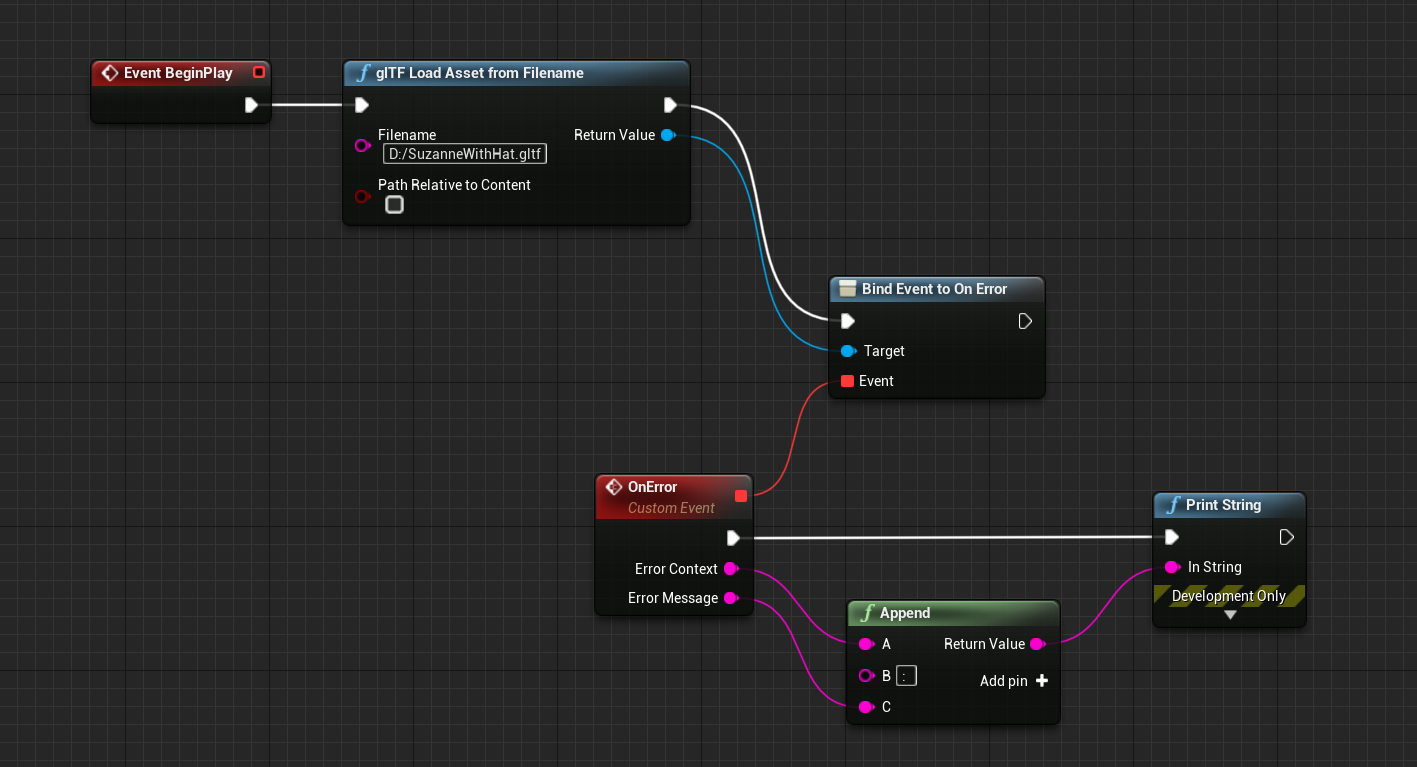 Event BeginPlay
glTF Load Asset from Filename
Filename
Return Value
D:/SuzanneWithHat.gltf
Path Relative to Content
Bind Event to On Error
Target
Event
OnError
Custom Event
Error Context
Error Message
Append
A
Return Value
B
:
Add pin
C
Print String
In String
Development Only